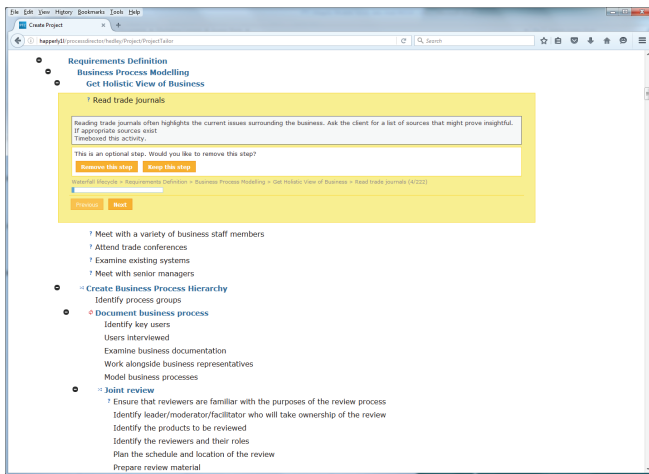 File Edit View History Bookmarks Tools Help
Create Project × +
happerly1l/processdirector/hedley/Project/ProjectTailor Search
Requirements Definition
Business Process Modelling
Get Holistic View of Business
? Read trade journals
Reading trade journals often highlights the current issues surrounding the business. Ask the client for a list of sources that might prove insightful.
If appropriate sources exist
Timeboxed this activity.
This is an optional step. Would you like to remove this step?
Remove this step Keep this step
Waterfall lifecycle > Requirements Definition > Business Process Modelling > Get Holistic View of Business > Read trade journals (4/222)
Previous Next
? Meet with a variety of business staff members
? Attend trade conferences
? Examine existing systems
? Meet with senior managers
Create Business Process Hierarchy
Identify process groups
Document business process
Identify key users
Users interviewed
Examine business documentation
Work alongside business representatives
Model business processes
Joint review
? Ensure that reviewers are familiar with the purposes of the review process
Identify leader/moderator/facilitator who will take ownership of the review
Identify the products to be reviewed
Identify the reviewers and their roles
Plan the schedule and location of the review
Prepare review material